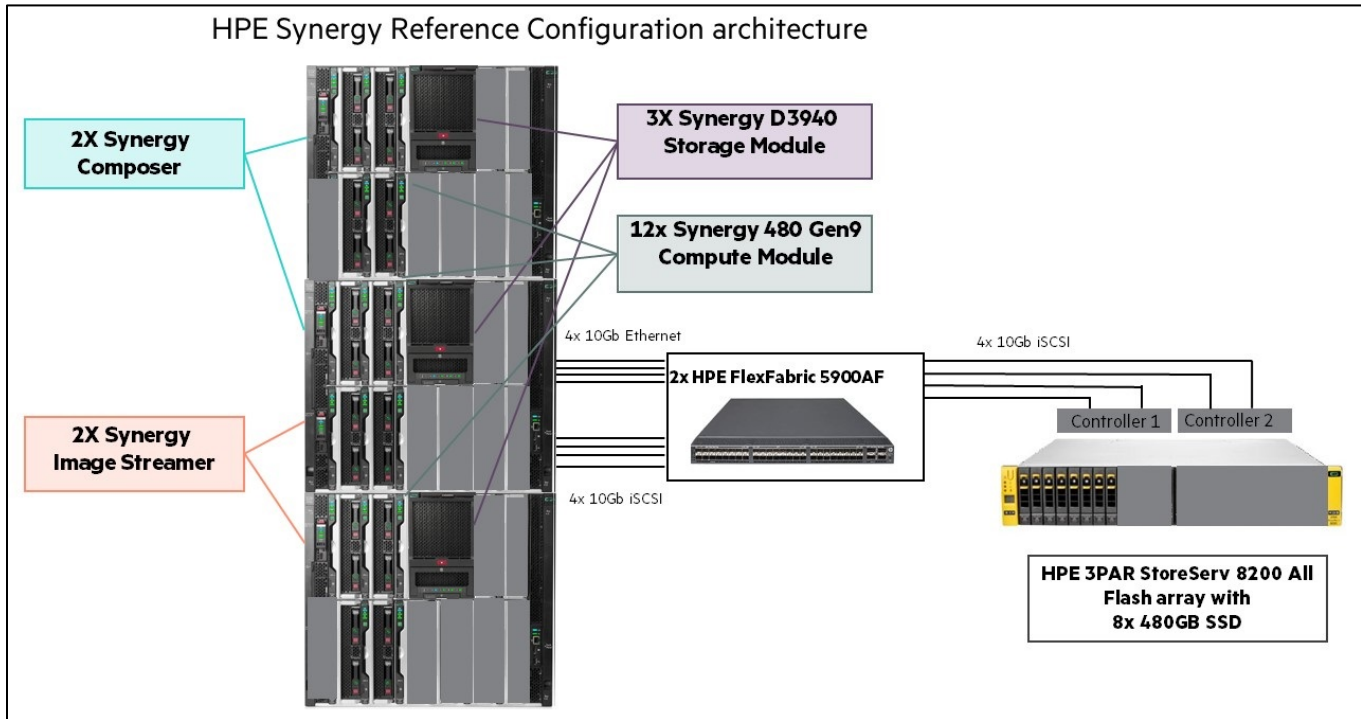 HPE Synergy Reference Configuration architecture
2X Synergy
Composer
3X Synergy D3940
Storage Module
12x Synergy 480 Gen9
Compute Module
4x 10Gb Ethernet
4x 10Gb iSCSI
2x HPE FlexFabric 5900AF
Controller 1
Controller 2
2X Synergy
Image Streamer
4x 10Gb iSCSI
HPE 3PAR StoreServ 8200 All
Flash array with
8x 480GB SSD